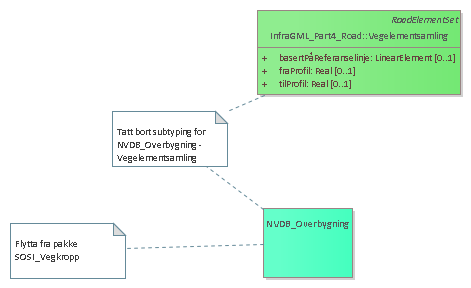 RoadElementSet
InfraGML_Part4_Road::Vegelementsamling
+ basertPåReferanselinje: LinearElement [0..1]
+ fraProfil: Real [0..1]
+ tilProfil: Real [0..1]
Tatt bort subtyping for
NVDB_Overbygning -
Vegelementsamling
NVDB_Overbygning
Flytta fra pakke
SOSI_Vegkropp